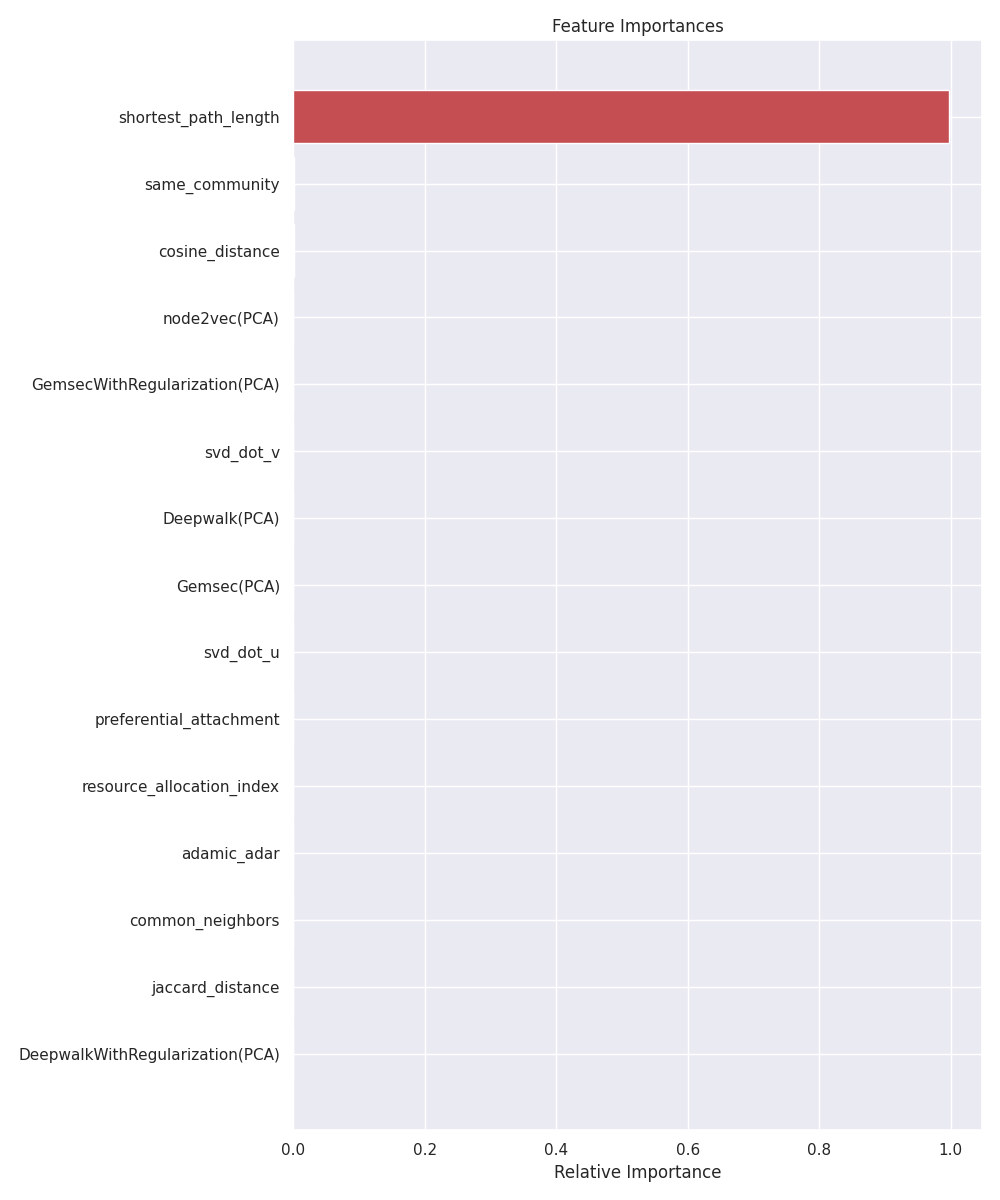 Feature Importances
shortest_path_length
same_community
cosine_distance
node2vec(PCA)
GemsecWithRegularization(PCA)
svd_dot_v
Deepwalk(PCA)
Gemsec(PCA)
svd_dot_u
preferential_attachment
resource_allocation_index
adamic_adar
common_neighbors
jaccard_distance
DeepwalkWithRegularization(PCA)
0.0 0.2 0.4 0.6 0.8 1.0
Relative Importance